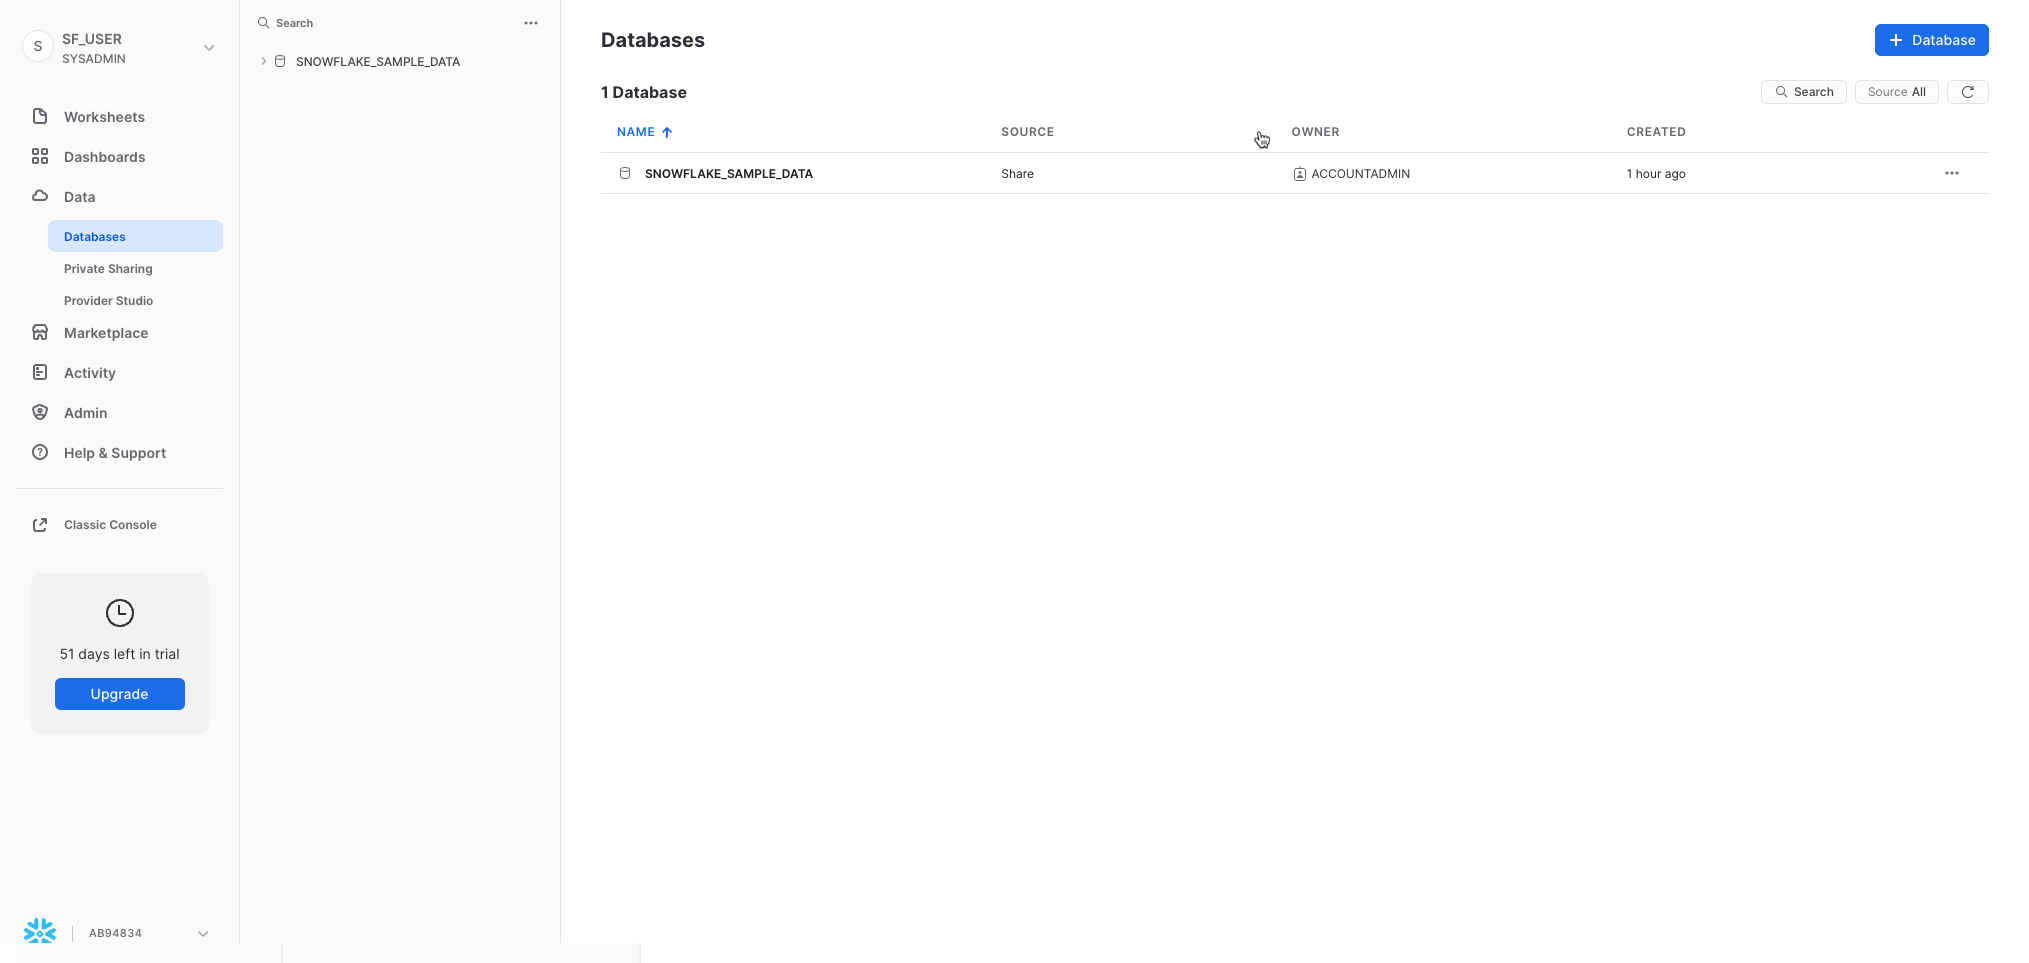 S
SF_USER
SYSADMIN
Worksheets
Dashboards
Data
Databases
Private Sharing
Provider Studio
Marketplace
Activity
Admin
Help & Support
Classic Console
51 days left in trial
Upgrade
AB94834
Search
SNOWFLAKE_SAMPLE_DATA
Databases
Database
1 Database
Search
Source All
NAME SOURCE OWNER CREATED
SNOWFLAKE_SAMPLE_DATA Share ACCOUNTADMIN 1 hour ago